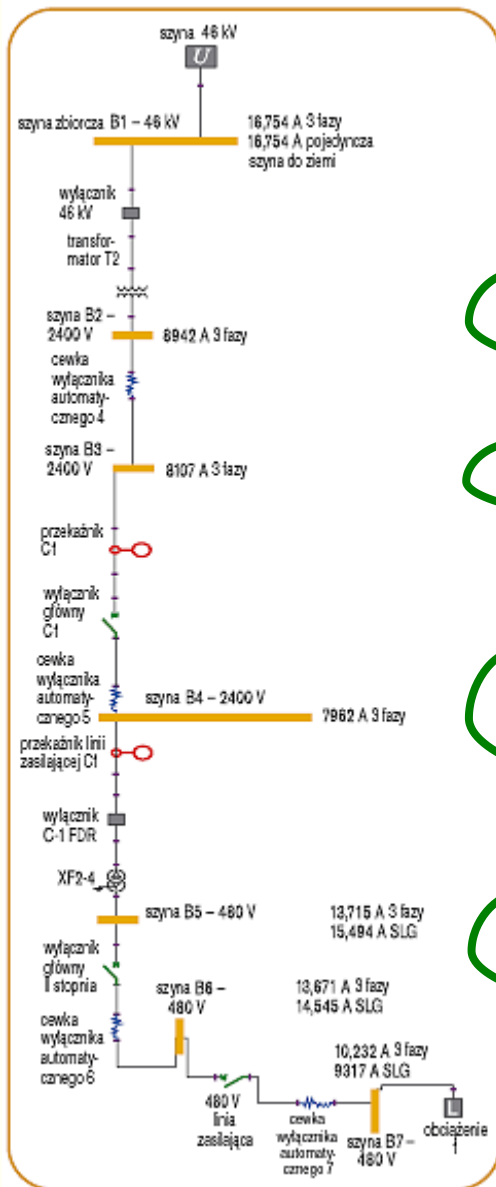 szyna 46 kV
U
szyna zbiorcza B1 – 46 kV
16,754 A 3 fazy
16,754 A pojedyncza
szyna do ziemi
wyłącznik
46 kV
transfor-
mator T2
szyna B2 –
2400 V
8942 A 3 fazy
cewka
wyłącznika
automaty-
cznego 4
szyna B3 –
2400 V
8107 A 3 fazy
przekaźnik
C1
wyłącznik
główny
C1
cewka
wyłącznika
automaty-
cznego 5
szyna B4 – 2400 V
7962 A 3 fazy
przekaźnik linii
zasilającej C1
wyłącznik
C-1 FDR
XF2-4
szyna B5 – 480 V
13,715 A 3 fazy
15,494 A SLG
wyłącznik
główny
II stopnia
szyna B6 –
480 V
13,671 A 3 fazy
14,545 A SLG
cewka
wyłącznika
automaty-
cznego 6
480 V
linia
zasilająca
cewka
wyłącznika
automaty-
cznego 7
10,232 A 3 fazy
9317 A SLG
szyna B7 –
480 V
L
obciążenie
1